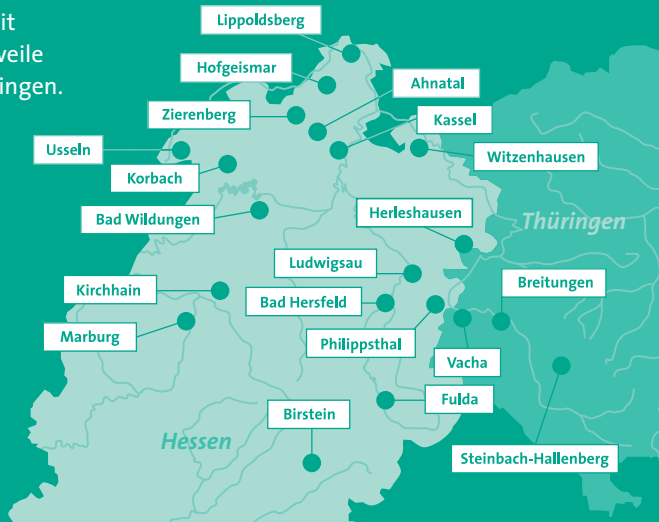 it
veile
ingen.
Lippoldsberg
Hofgeismar
Ahnatal
Zierenberg
Kassel
Usseln
Witzenhausen
Korbach
Bad Wildungen
Herleshausen
Thüringen
Ludwigsau
Breitungen
Kirchhain
Bad Hersfeld
Marburg
Philippsthal
Vacha
Fulda
Birstein
Hessen
Steinbach-Hallenberg